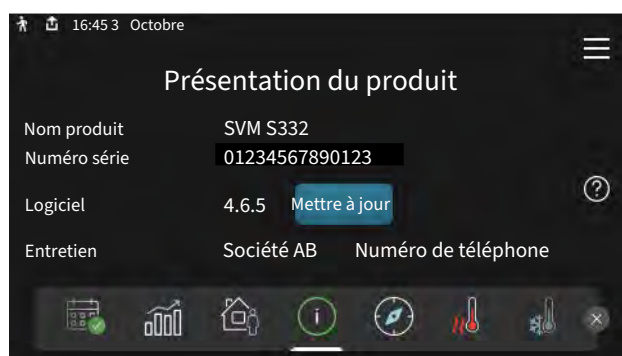 16:45 3 Octobre
Présentation du produit
Nom produit SVM S332
Numéro série 01234567890123
Logiciel 4.6.5 Mettre à jour
Entretien Société AB Numéro de téléphone